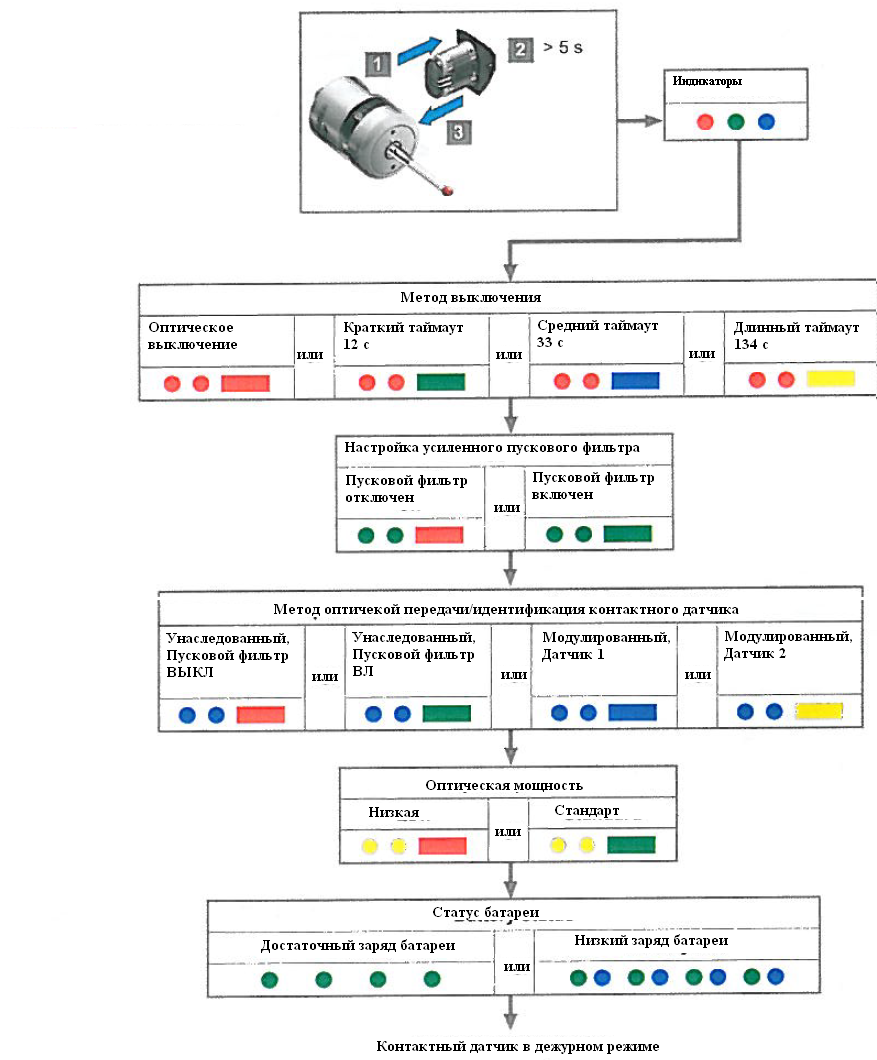 1
2
> 5 s
3
Индикаторы
Метод выключения
Оптическое
выключение
или
Краткий таймаут
12 с
или
Средний таймаут
33 с
или
Длинный таймаут
134 с
Настройка усиленного пускового фильтра
Пусковой фильтр
отключен
или
Пусковой фильтр
включен
Метод оптичекой передачи/идентификация контактного датчика
Унаследованный,
Пусковой фильтр
ВЫКЛ
или
Унаследованный,
Пусковой фильтр
ВЛ
или
Модулированный,
Датчик 1
или
Модулированный,
Датчик 2
Оптическая мощность
Низкая
или
Стандарт
Статус батареи
Достаточный заряд батареи
или
Низкий заряд батареи
Контактный датчик в дежурном режиме